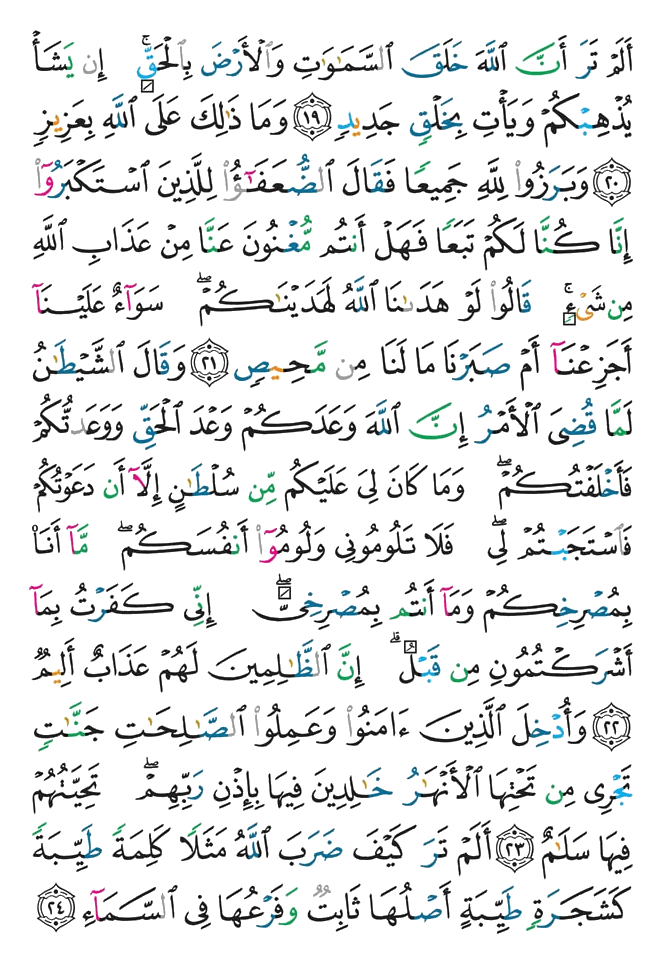 أَلَمْ تَرَ أَنَّ ٱللَّهَ خَلَقَ ٱلسَّمَٰوَٰتِ وَٱلْأَرْضَ بِٱلْحَقِّ ۚ إِن يَشَأْ
يُذْهِبْكُمْ وَيَأْتِ بِخَلْقٍ جَدِيدٍ ١٩ وَمَا ذَٰلِكَ عَلَى ٱللَّهِ بِعَزِيزٍ
٢٠ وَبَرَزُوا۟ لِلَّهِ جَمِيعًا فَقَالَ ٱلضُّعَفَٰٓؤُا۟ لِلَّذِينَ ٱسْتَكْبَرُوٓا۟
إِنَّا كُنَّا لَكُمْ تَبَعًا فَهَلْ أَنتُم مُّغْنُونَ عَنَّا مِنْ عَذَابِ ٱللَّهِ
مِن شَىْءٍ ۚ قَالُوا۟ لَوْ هَدَىٰنَا ٱللَّهُ لَهَدَيْنَٰكُمْ ۖ سَوَآءٌ عَلَيْنَآ
أَجَزِعْنَآ أَمْ صَبَرْنَا مَا لَنَا مِن مَّحِيصٍ ٢١ وَقَالَ ٱلشَّيْطَٰنُ
لَمَّا قُضِىَ ٱلْأَمْرُ إِنَّ ٱللَّهَ وَعَدَكُمْ وَعْدَ ٱلْحَقِّ وَوَعَدتُّكُمْ
فَأَخْلَفْتُكُمْ ۖ وَمَا كَانَ لِىَ عَلَيْكُم مِّن سُلْطَٰنٍ إِلَّآ أَن دَعَوْتُكُمْ
فَٱسْتَجَبْتُمْ لِى ۖ فَلَا تَلُومُونِى وَلُومُوٓا۟ أَنفُسَكُم ۖ مَّآ أَنَا۠
بِمُصْرِخِكُمْ وَمَآ أَنتُم بِمُصْرِخِىَّ ۖ إِنِّى كَفَرْتُ بِمَآ
أَشْرَكْتُمُونِ مِن قَبْلُ ۗ إِنَّ ٱلظَّٰلِمِينَ لَهُمْ عَذَابٌ أَلِيمٌ
٢٢ وَأُدْخِلَ ٱلَّذِينَ ءَامَنُوا۟ وَعَمِلُوا۟ ٱلصَّٰلِحَٰتِ جَنَّٰتٍ
تَجْرِى مِن تَحْتِهَا ٱلْأَنْهَٰرُ خَٰلِدِينَ فِيهَا بِإِذْنِ رَبِّهِمْ ۖ تَحِيَّتُهُمْ
فِيهَا سَلَٰمٌ ٢٣ أَلَمْ تَرَ كَيْفَ ضَرَبَ ٱللَّهُ مَثَلًا كَلِمَةً طَيِّبَةً
كَشَجَرَةٍ طَيِّبَةٍ أَصْلُهَا ثَابِتٌ وَفَرْعُهَا فِى ٱلسَّمَآءِ ٢٤